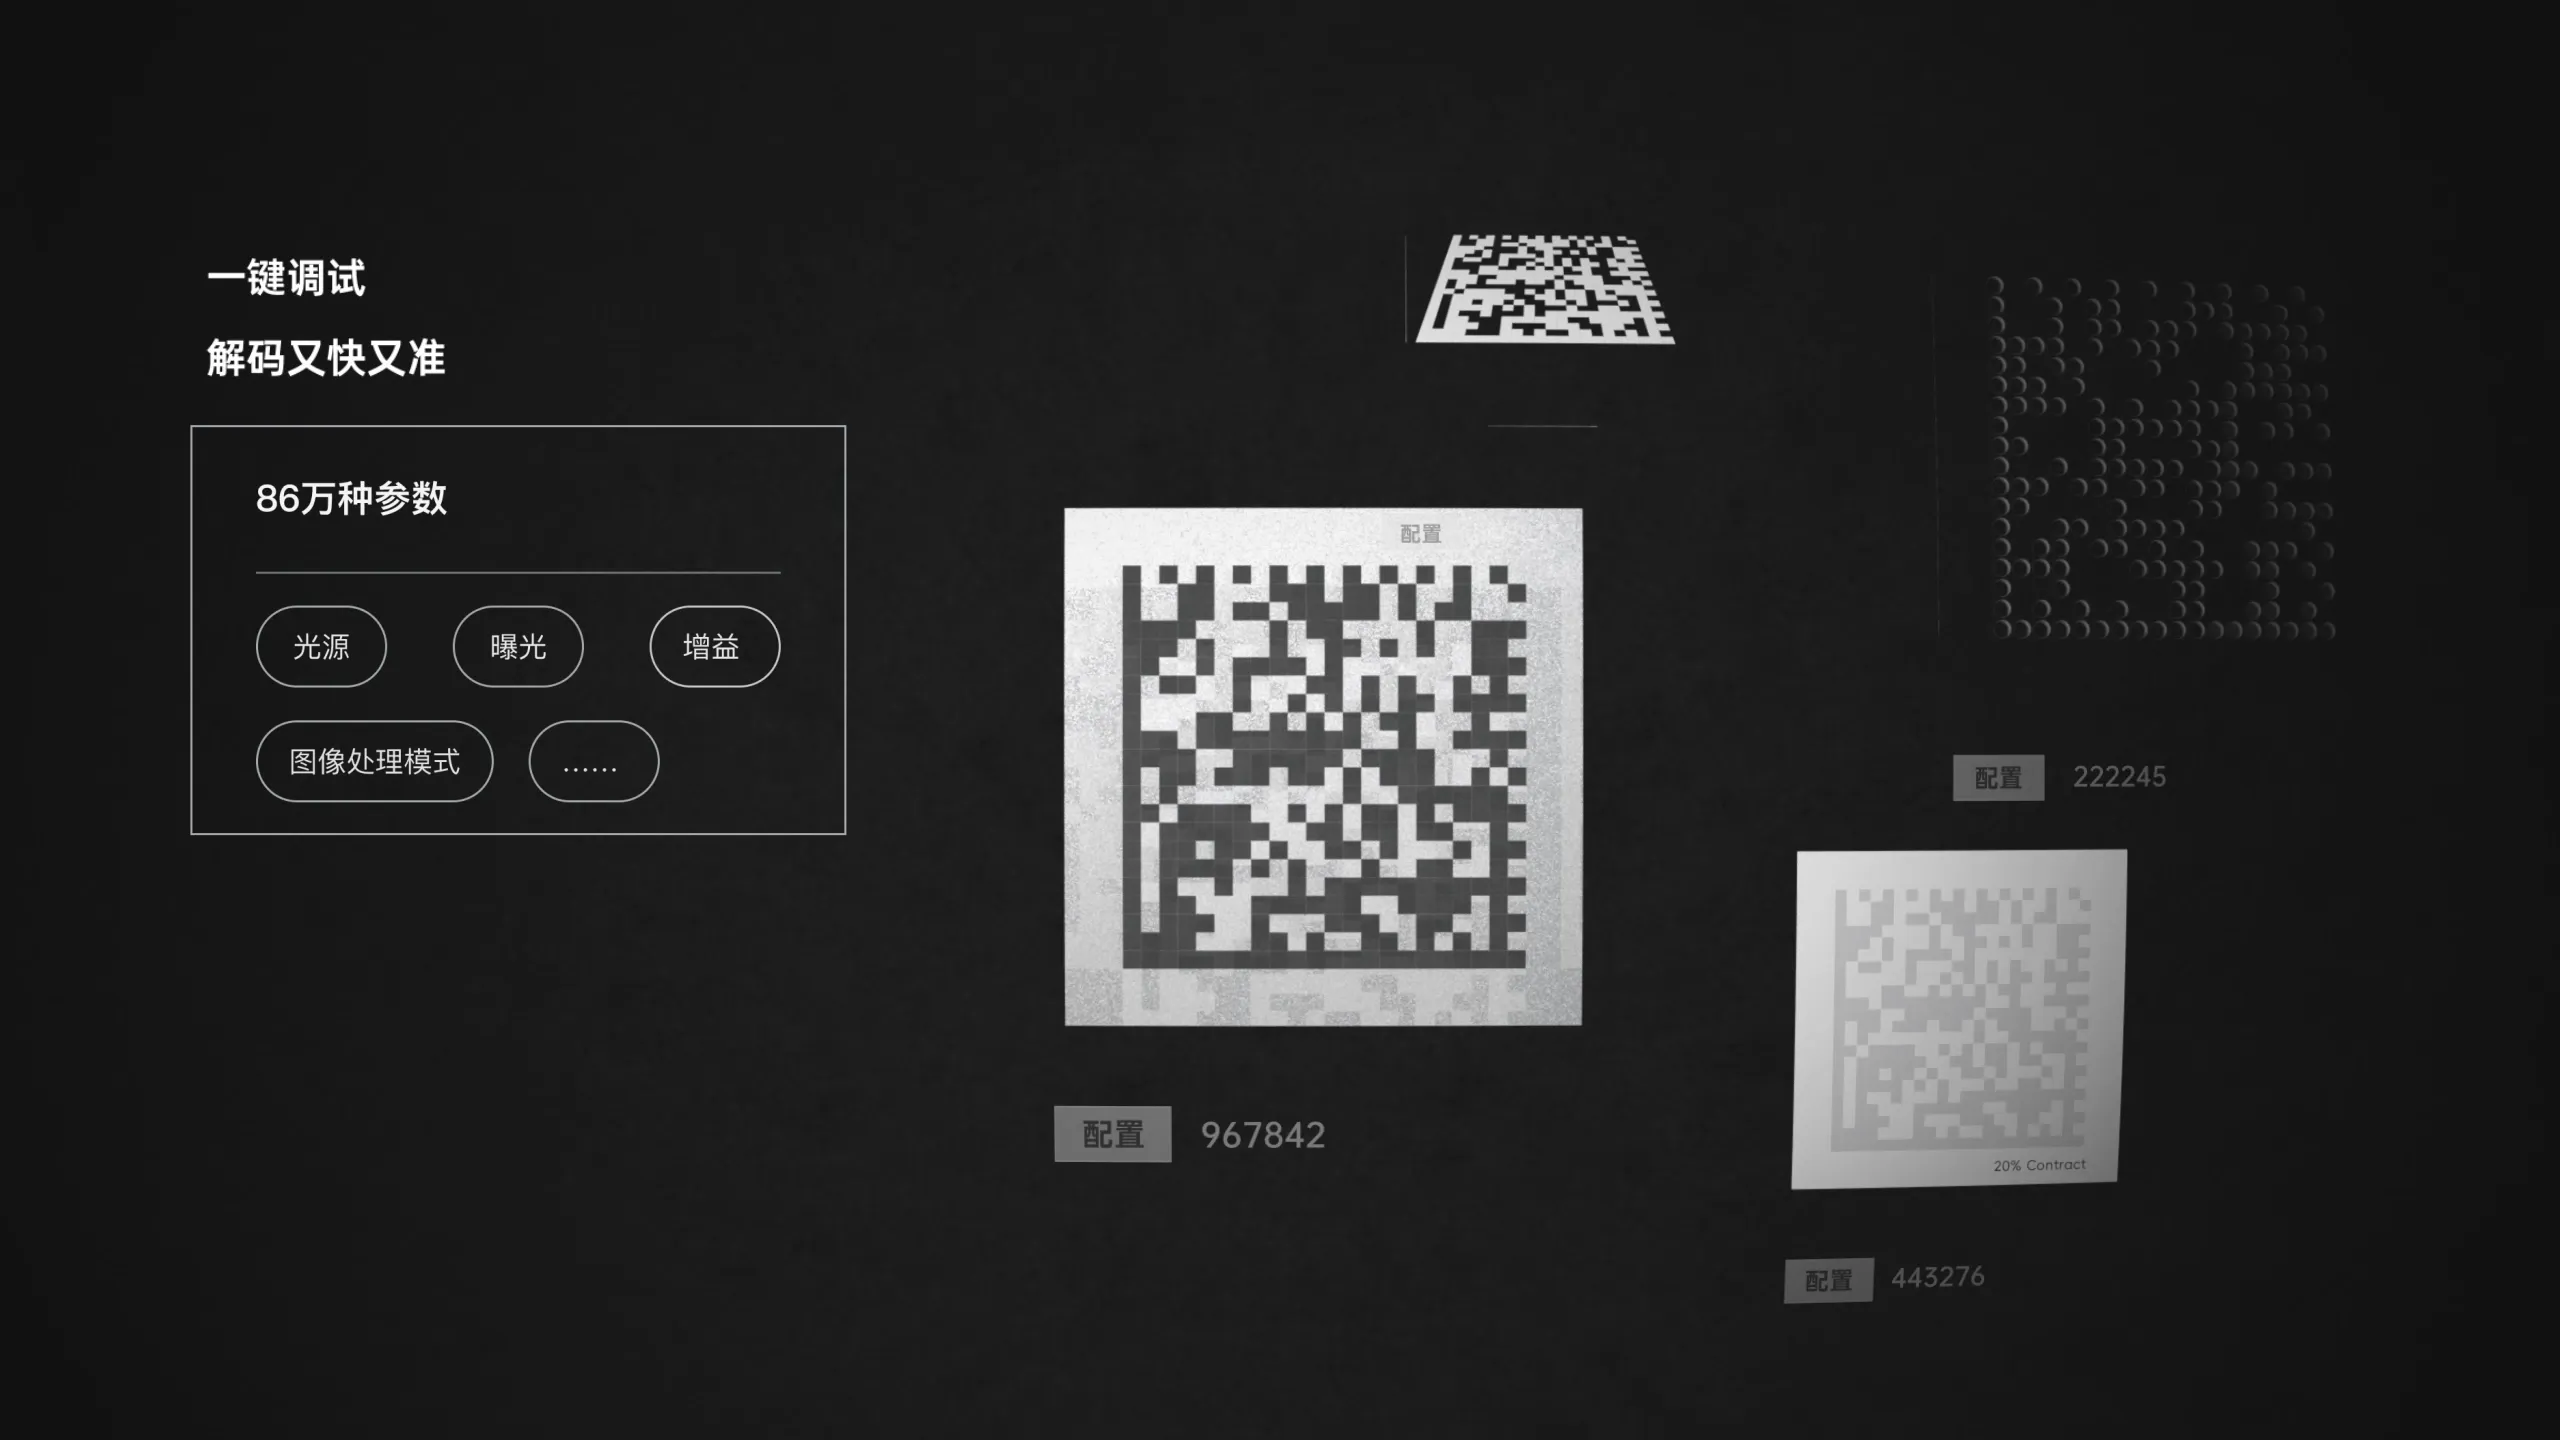 一键调试
解码又快又准
86万种参数
光源
曝光
增益
图像处理模式
……
配置
配置 967842
配置 222245
20% Contract
配置 443276